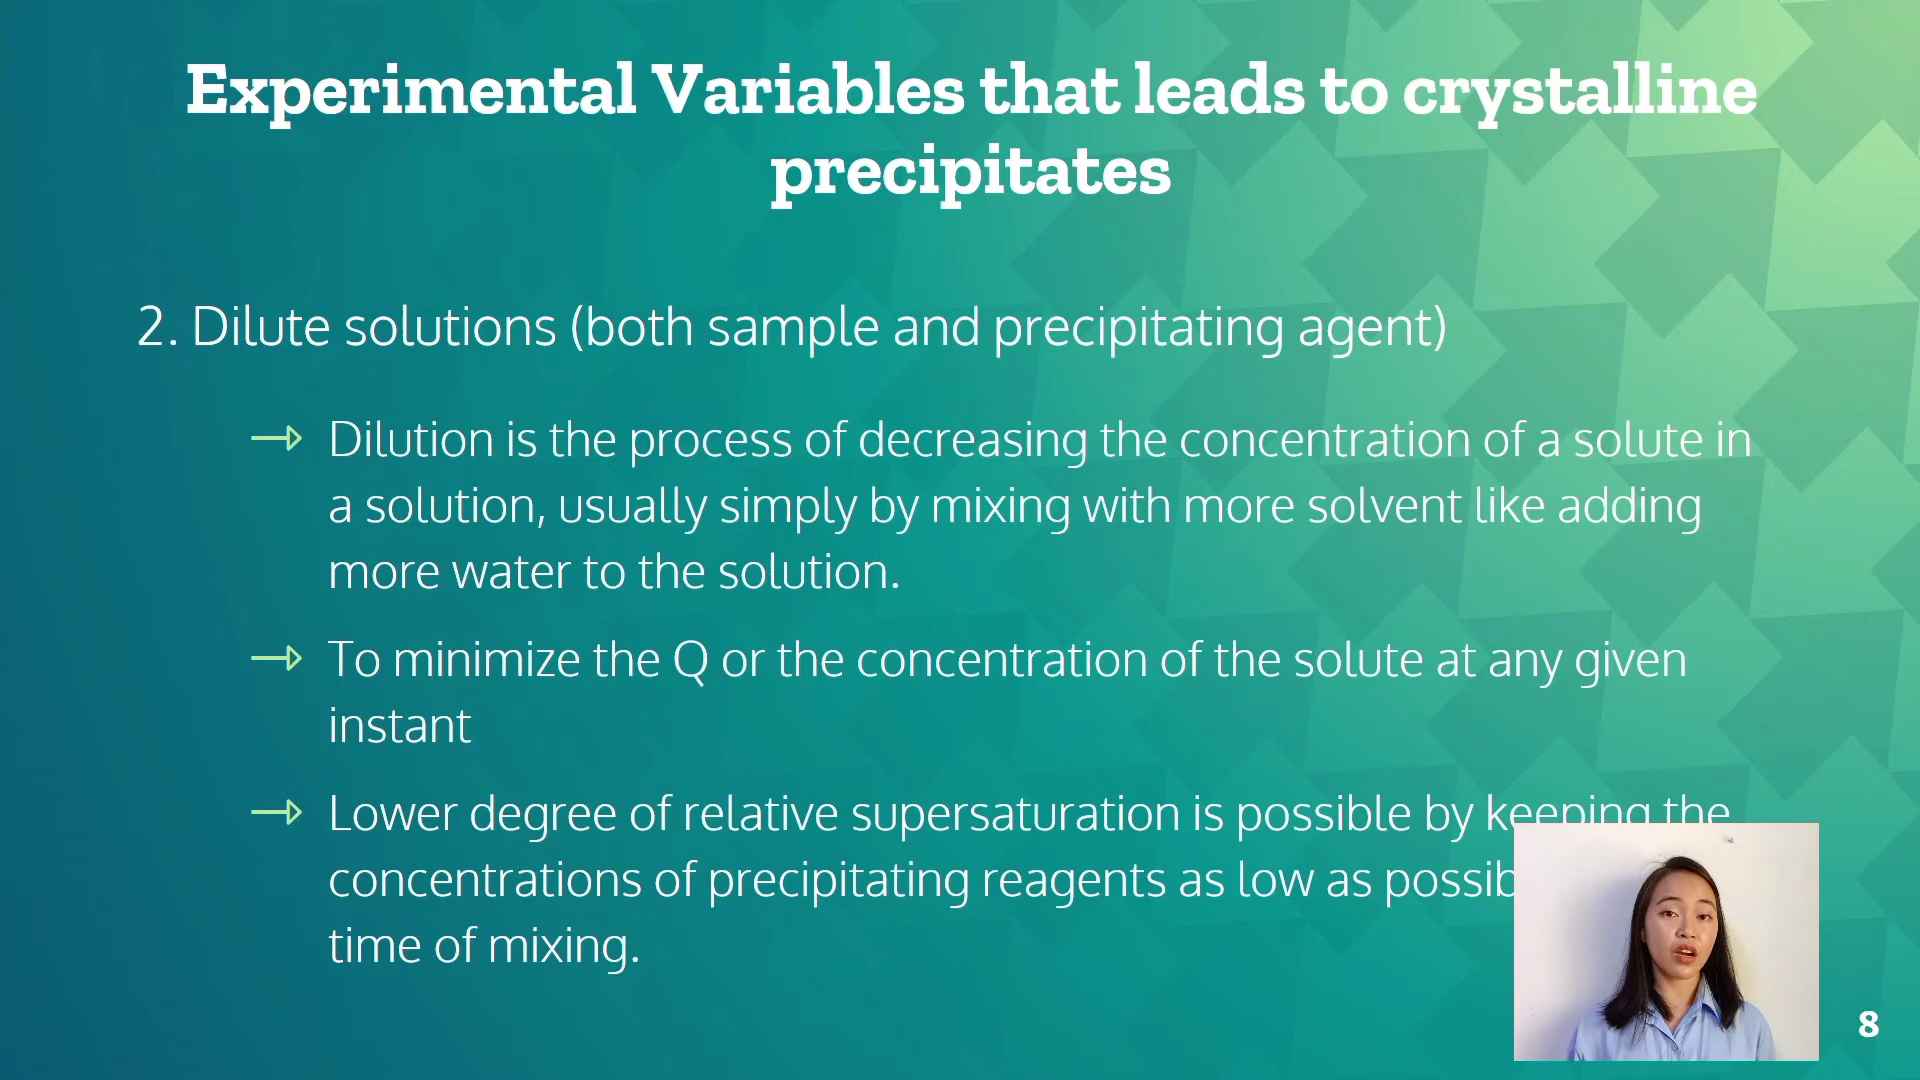 Experimental Variables that leads to crystalline
precipitates
2. Dilute solutions (both sample and precipitating agent)
Dilution is the process of decreasing the concentration of a solute in
a solution, usually simply by mixing with more solvent like adding
more water to the solution.
To minimize the Q or the concentration of the solute at any given
instant
Lower degree of relative supersaturation is possible by keeping the
concentrations of precipitating reagents as low as
time of mixing.
8